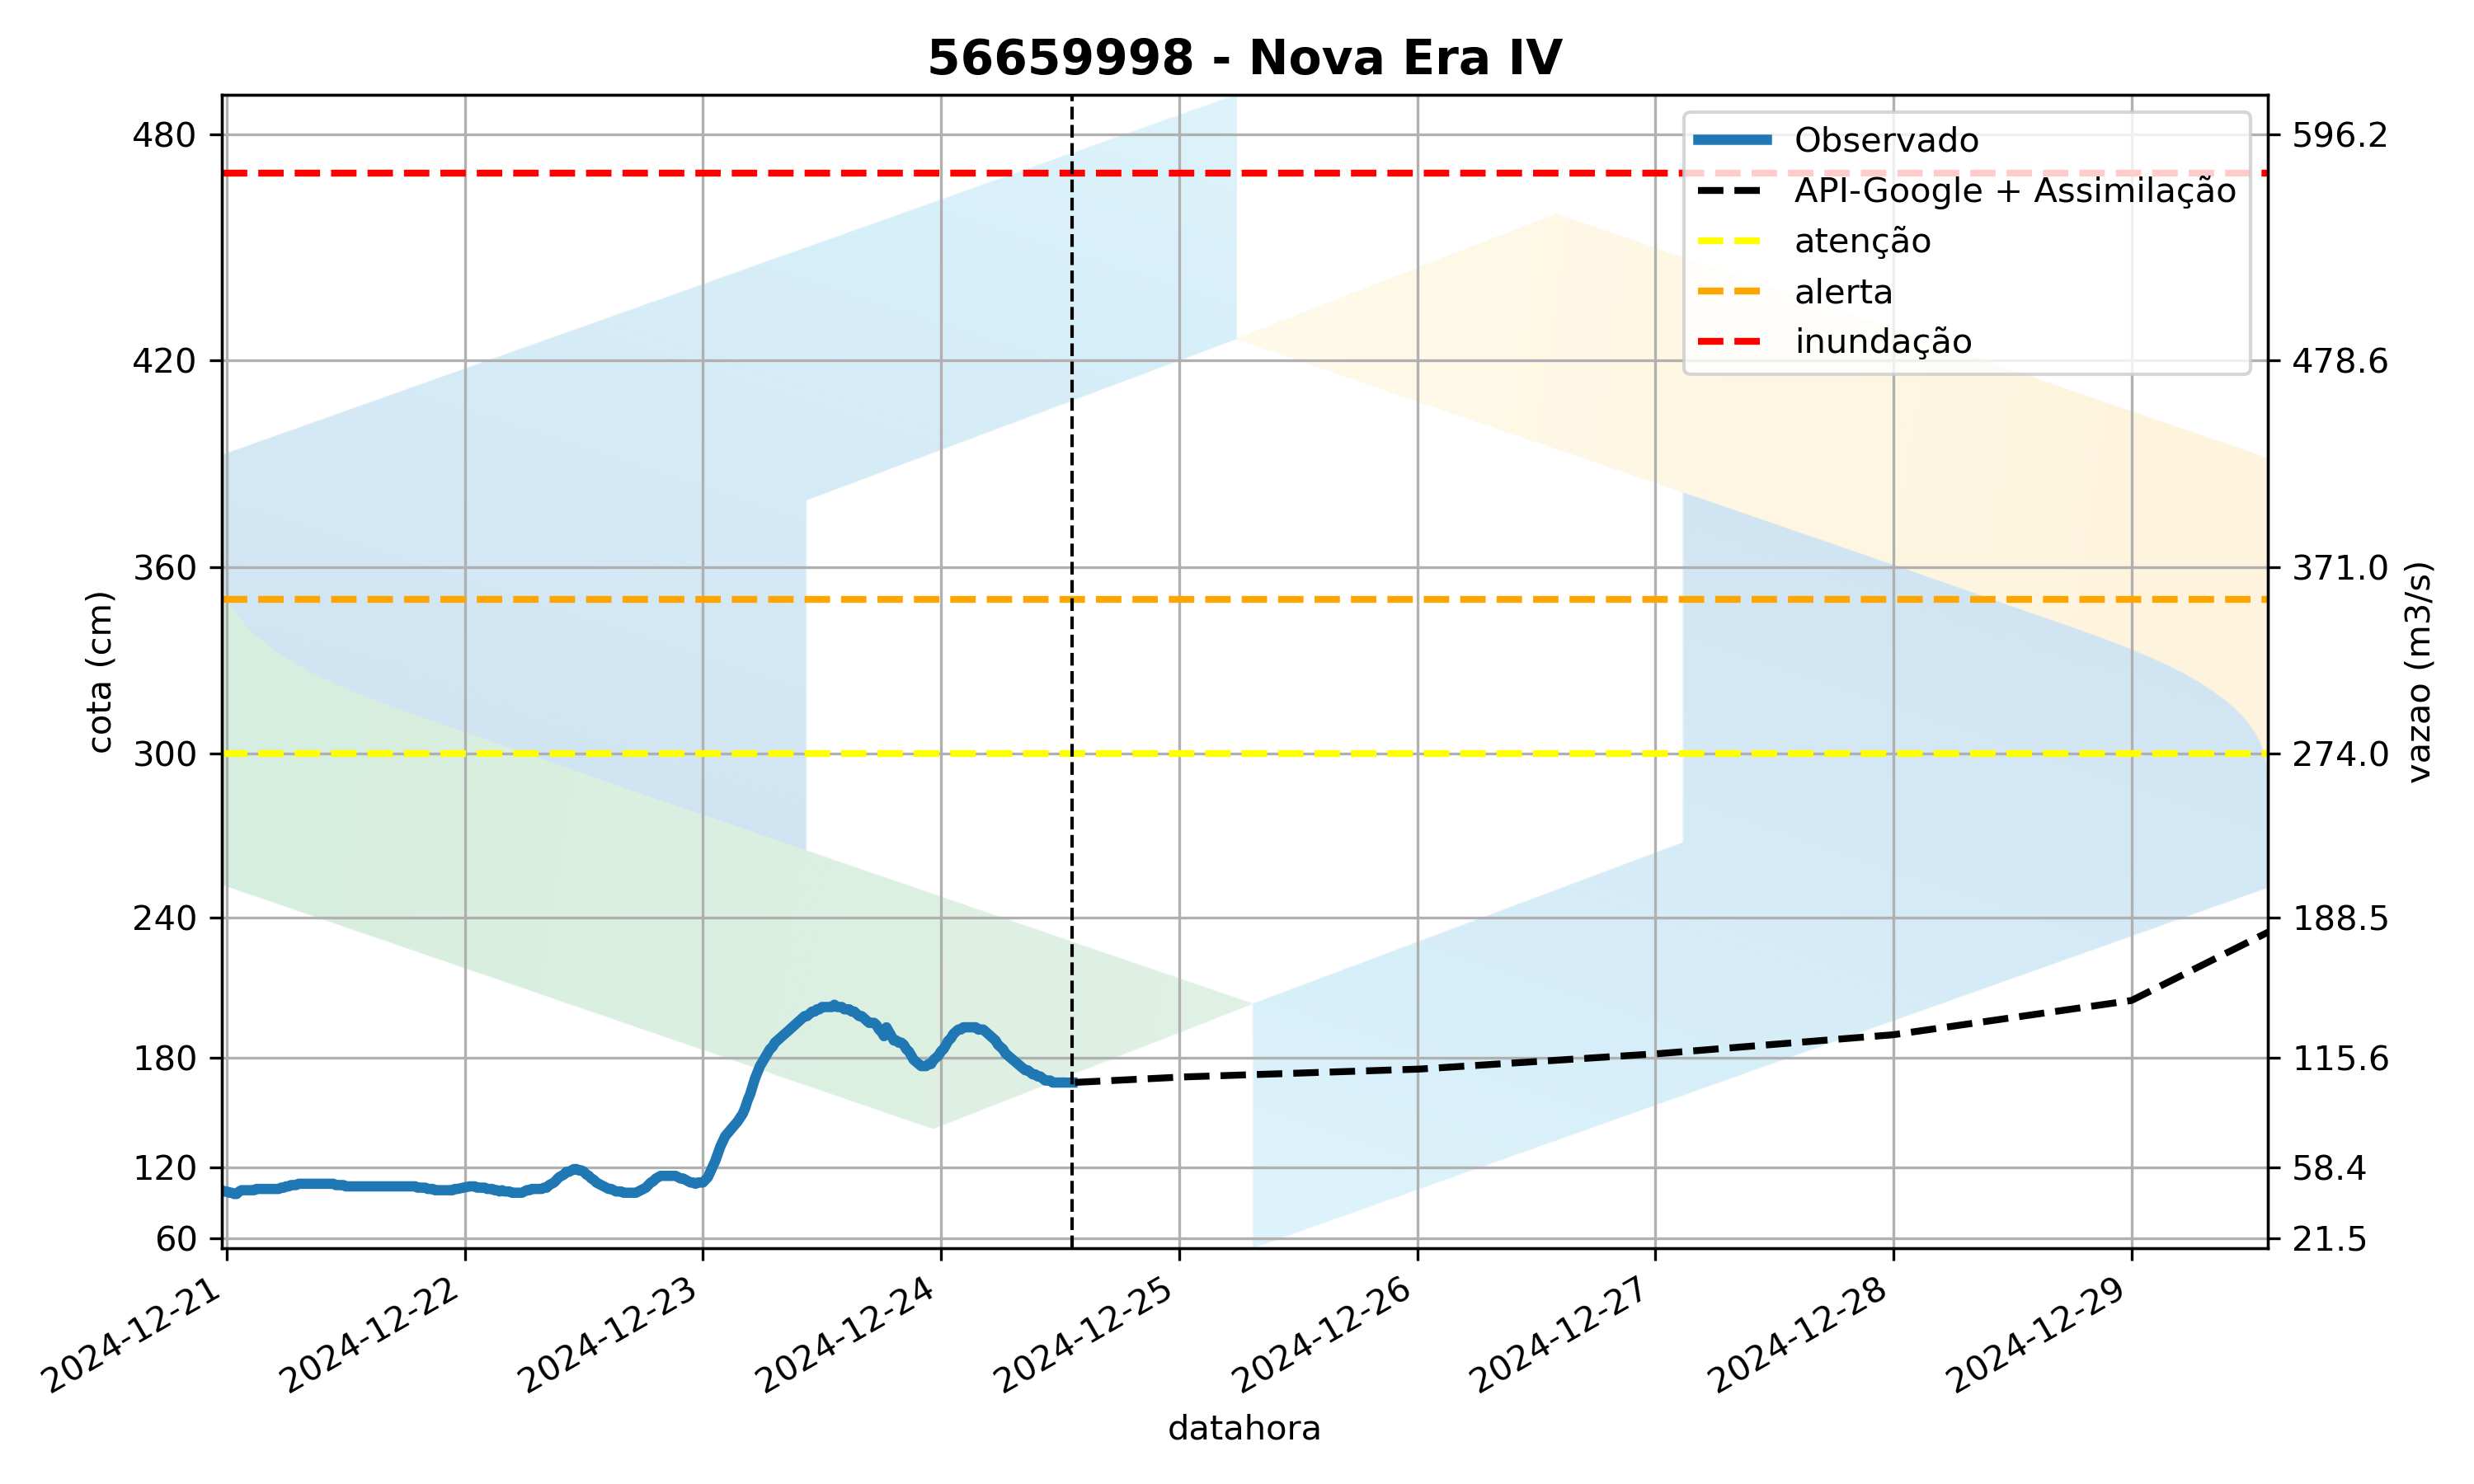 56659998 - Nova Era IV
Observado
API-Google + Assimilação
atenção
alerta
inundação
cota (cm)
480
420
360
300
240
180
120
60
596.2
478.6
371.0
274.0
188.5
115.6
58.4
21.5
vazao (m3/s)
2024-12-21
2024-12-22
2024-12-23
2024-12-24
2024-12-25
2024-12-26
2024-12-27
2024-12-28
2024-12-29
datahora